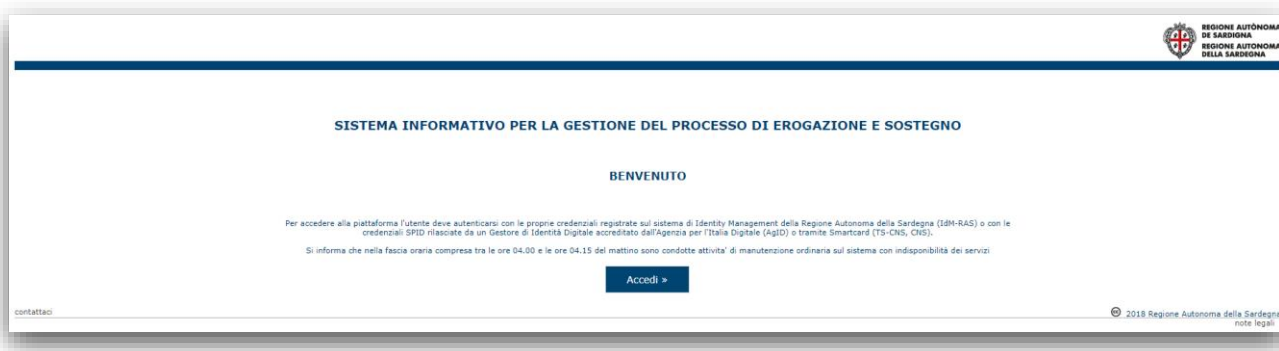 REGIONE AUTÒNOMA
DE SARDIGNA
REGIONE AUTONOMA
DELLA SARDEGNA
SISTEMA INFORMATIVO PER LA GESTIONE DEL PROCESSO DI EROGAZIONE E SOSTEGNO
BENVENUTO
Per accedere alla piattaforma l'utente deve autenticarsi con le proprie credenziali registrate sul sistema di Identity Management della Regione Autonoma della Sardegna (IdM-RAS) o con le
credenziali SPID rilasciate da un Gestore di Identità Digitale accreditato dall'Agenzia per l'Italia Digitale (AgID) o tramite Smartcard (TS-CNS, CNS).
Si informa che nella fascia oraria compresa tra le ore 04.00 e le ore 04.15 del mattino sono condotte attivita' di manutenzione ordinaria sul sistema con indisponibilità dei servizi
Accedi »
contattaci
2018 Regione Autonoma della Sardegna
note legali